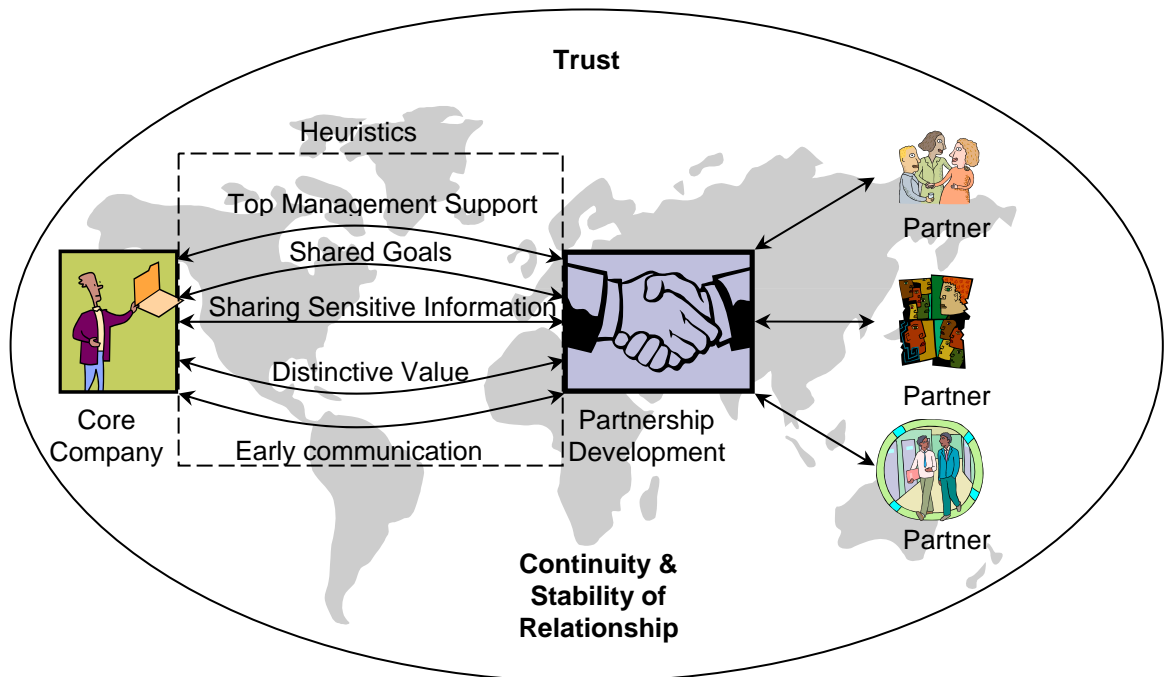 Trust
Heuristics
Top Management Support
Shared Goals
Sharing Sensitive Information
Distinctive Value
Early communication
Core
Company
Partnership
Development
Partner
Partner
Partner
Continuity &
Stability of
Relationship